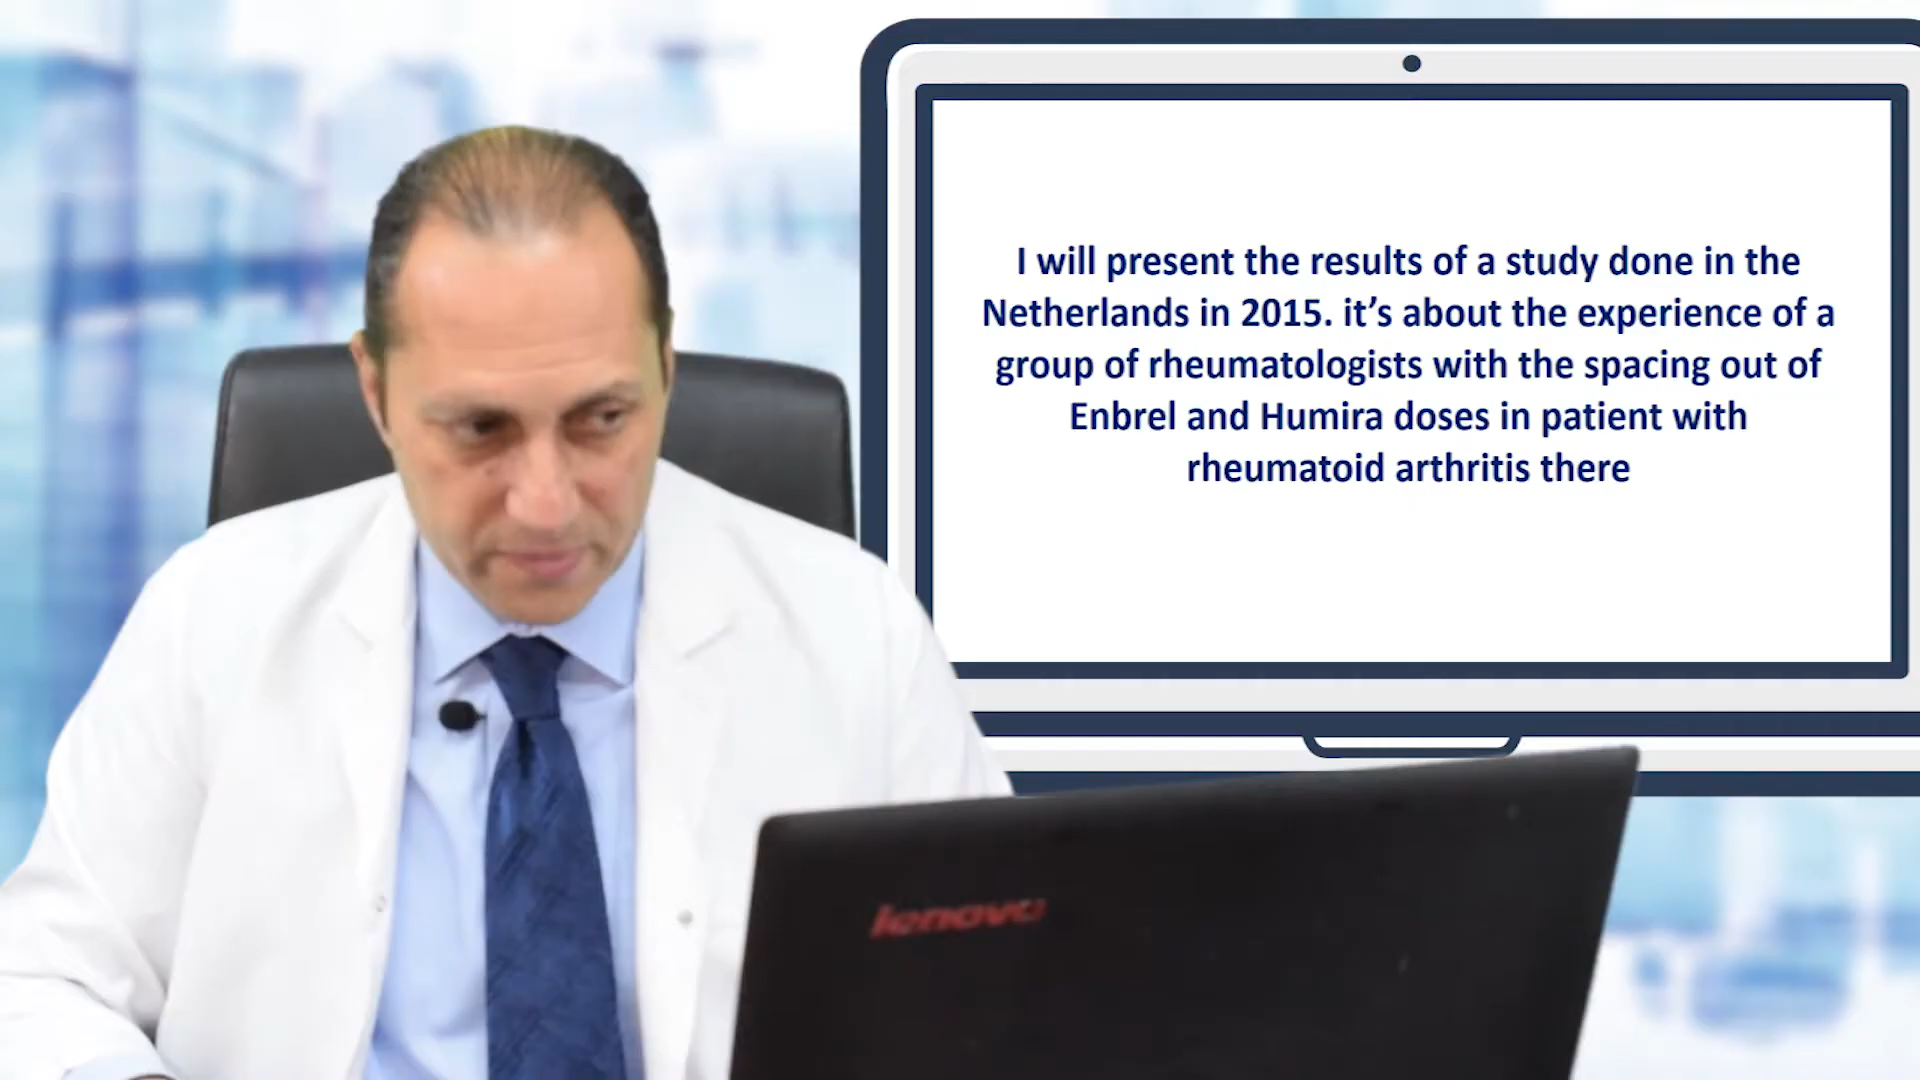 I will present the results of a study done in the
Netherlands in 2015. it’s about the experience of a
group of rheumatologists with the spacing out of
Enbrel and Humira doses in patient with
rheumatoid arthritis there
lenovo